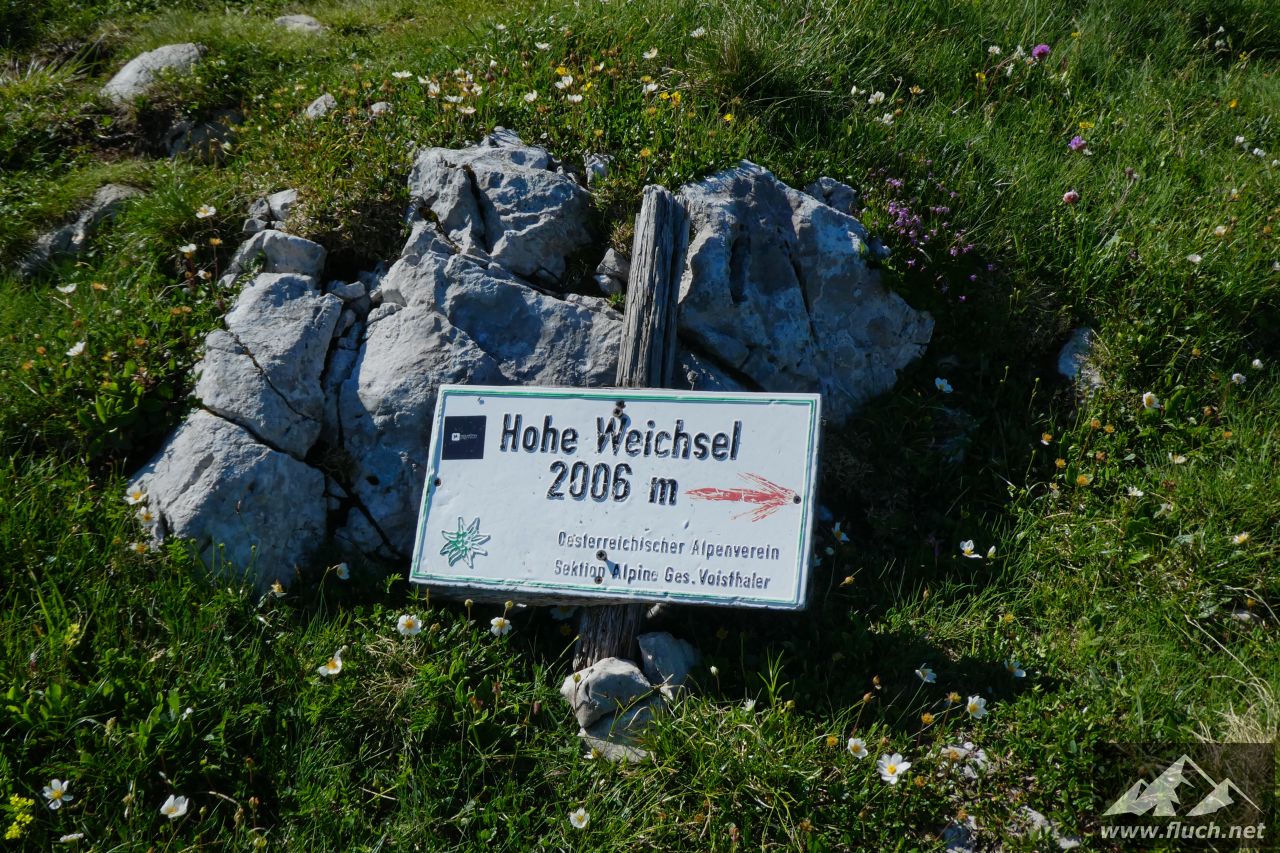 Hohe Weichsel
2006 m
Oesterreichischer Alpenverein
Sektion Alpine Ges. Voisthaler
www.fluch.net